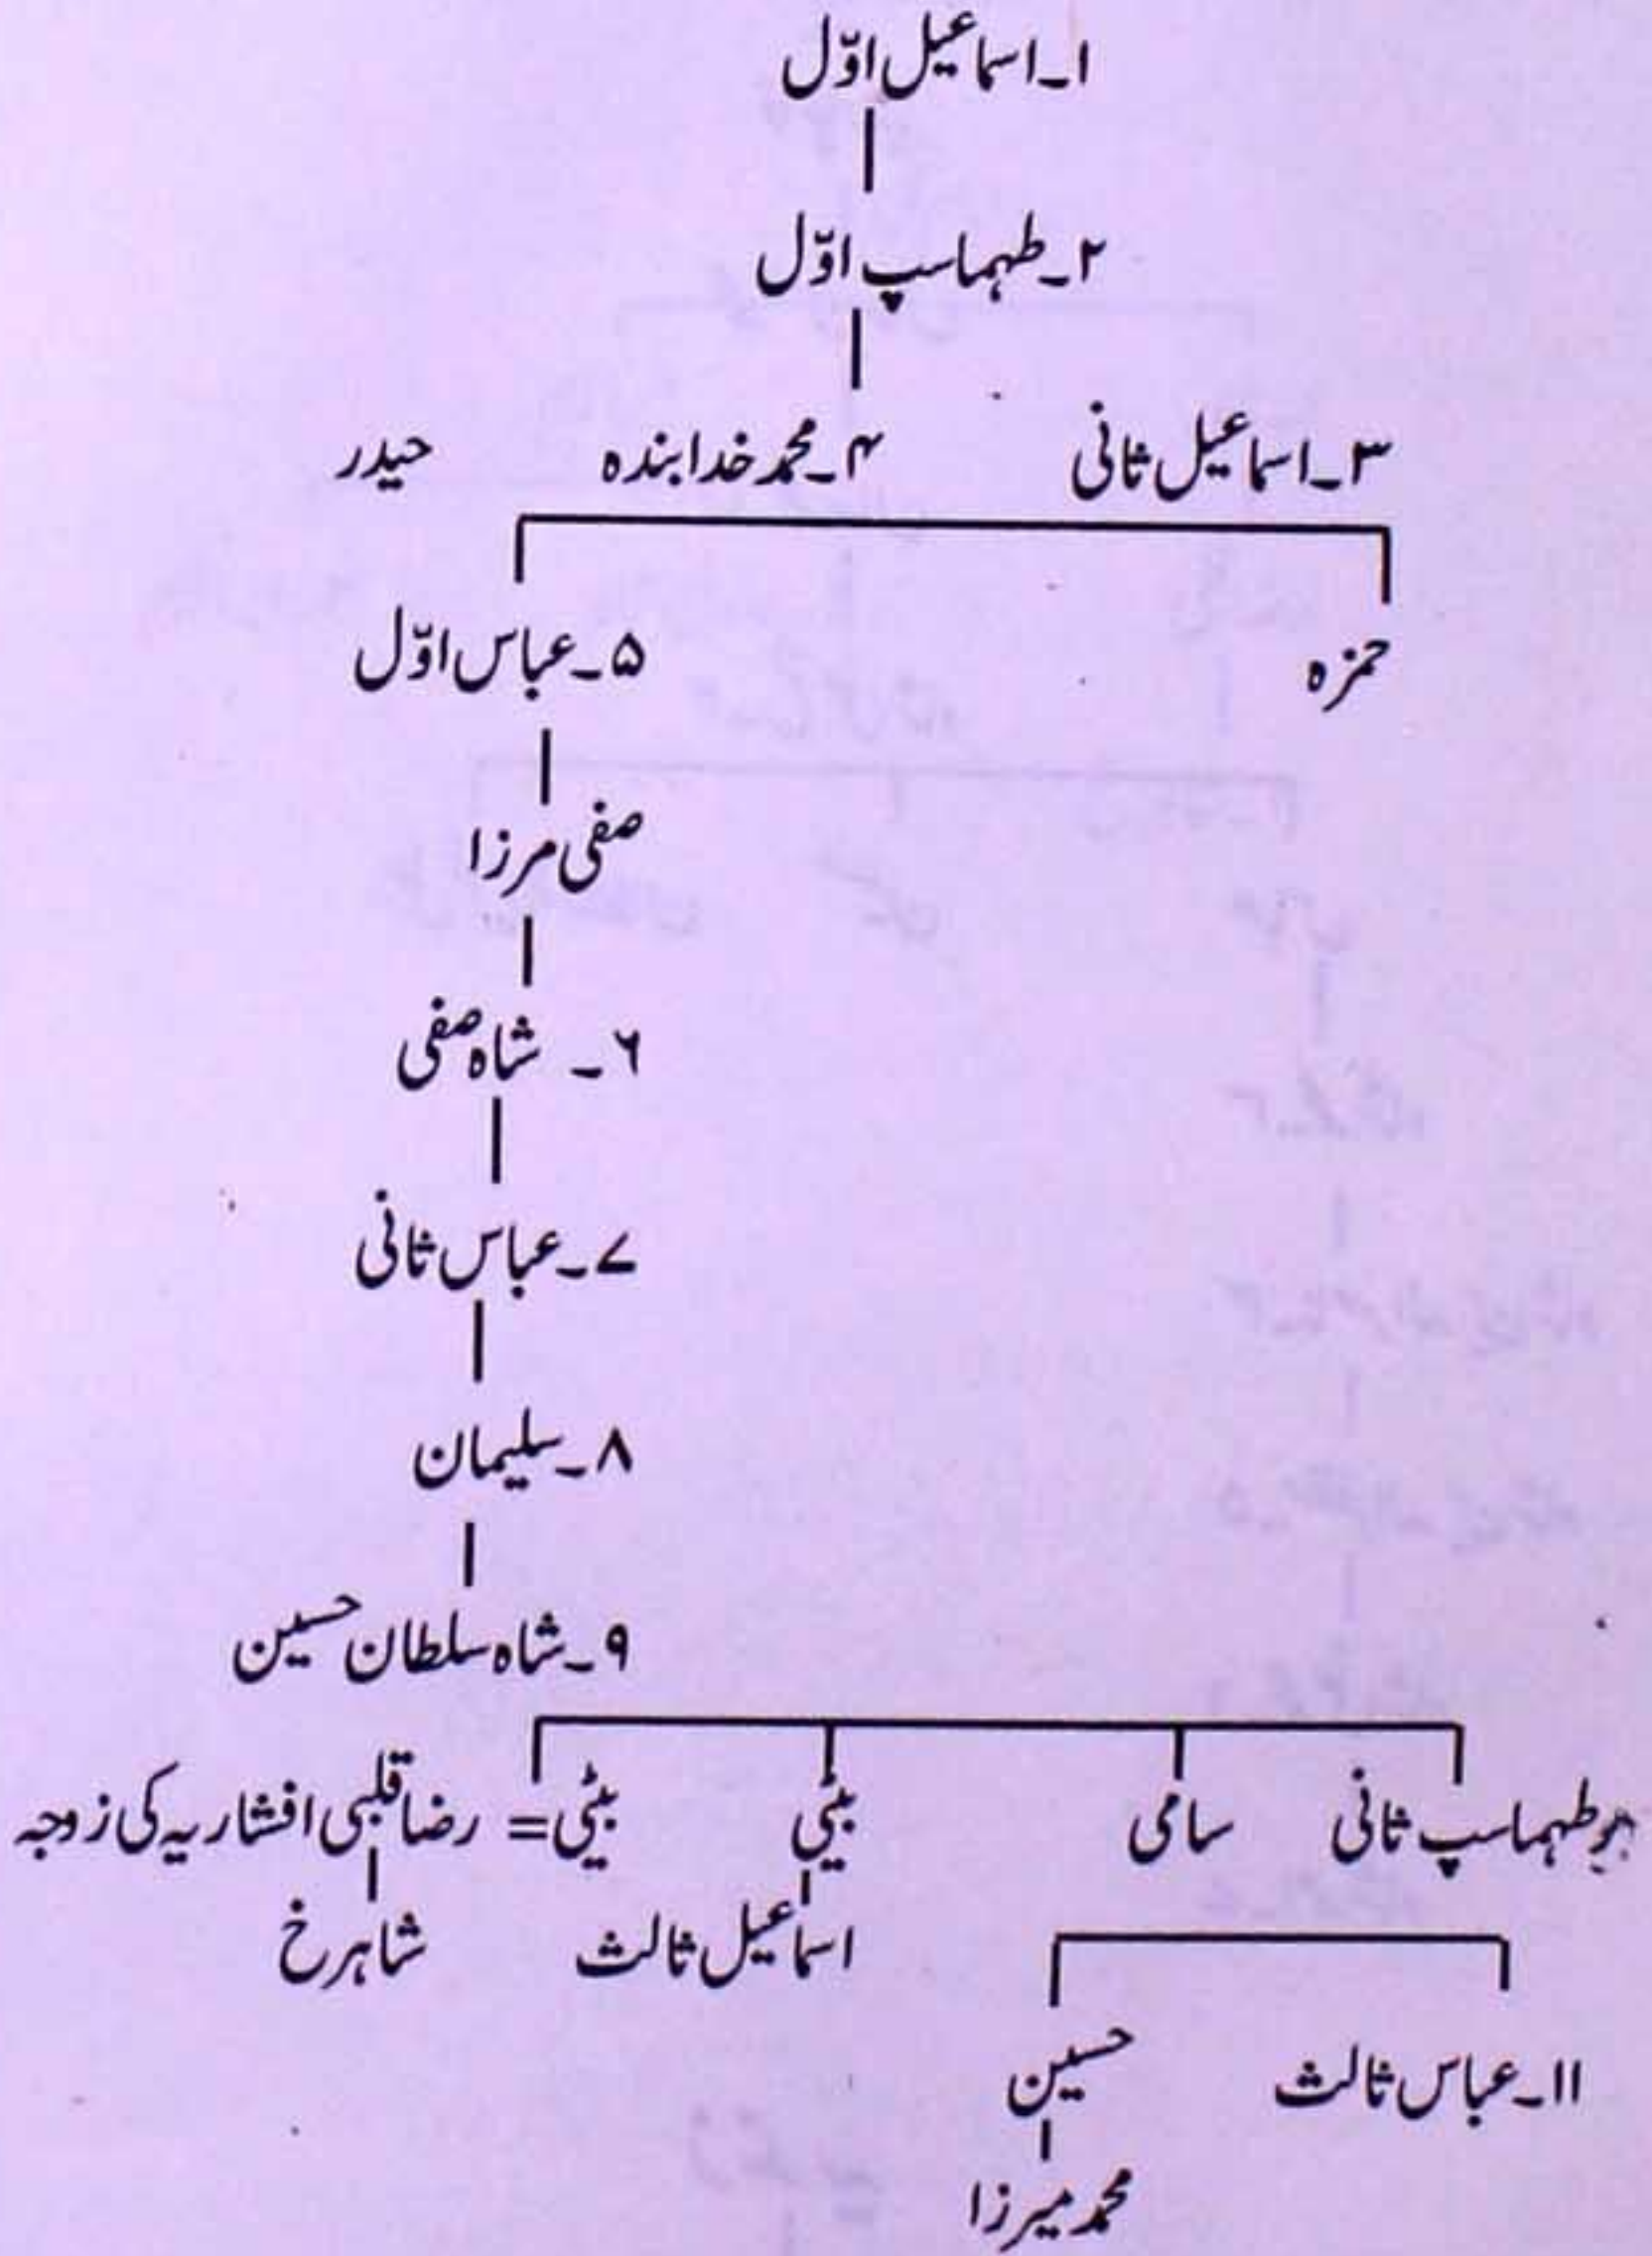 ۱۔اسماعیل اوّل
۲۔طہماسپ اوّل
۳۔اسماعیل ثانی ۴۔محمد خدابندہ حیدر
حمزہ ۵۔عباس اوّل
صفی مرزا
۶۔ شاہ صفی
۷۔عباس ثانی
۸۔سلیمان
۹۔شاہ سلطان حسین
طہماسپ ثانی سامی بیٹی بیٹی = رضا قلبی افشاریہ کی زوجہ
اسماعیل ثالث شاہرخ
۱۱۔عباس ثالث حسین
محمد میرزا